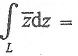 ∫_L z̅dz =